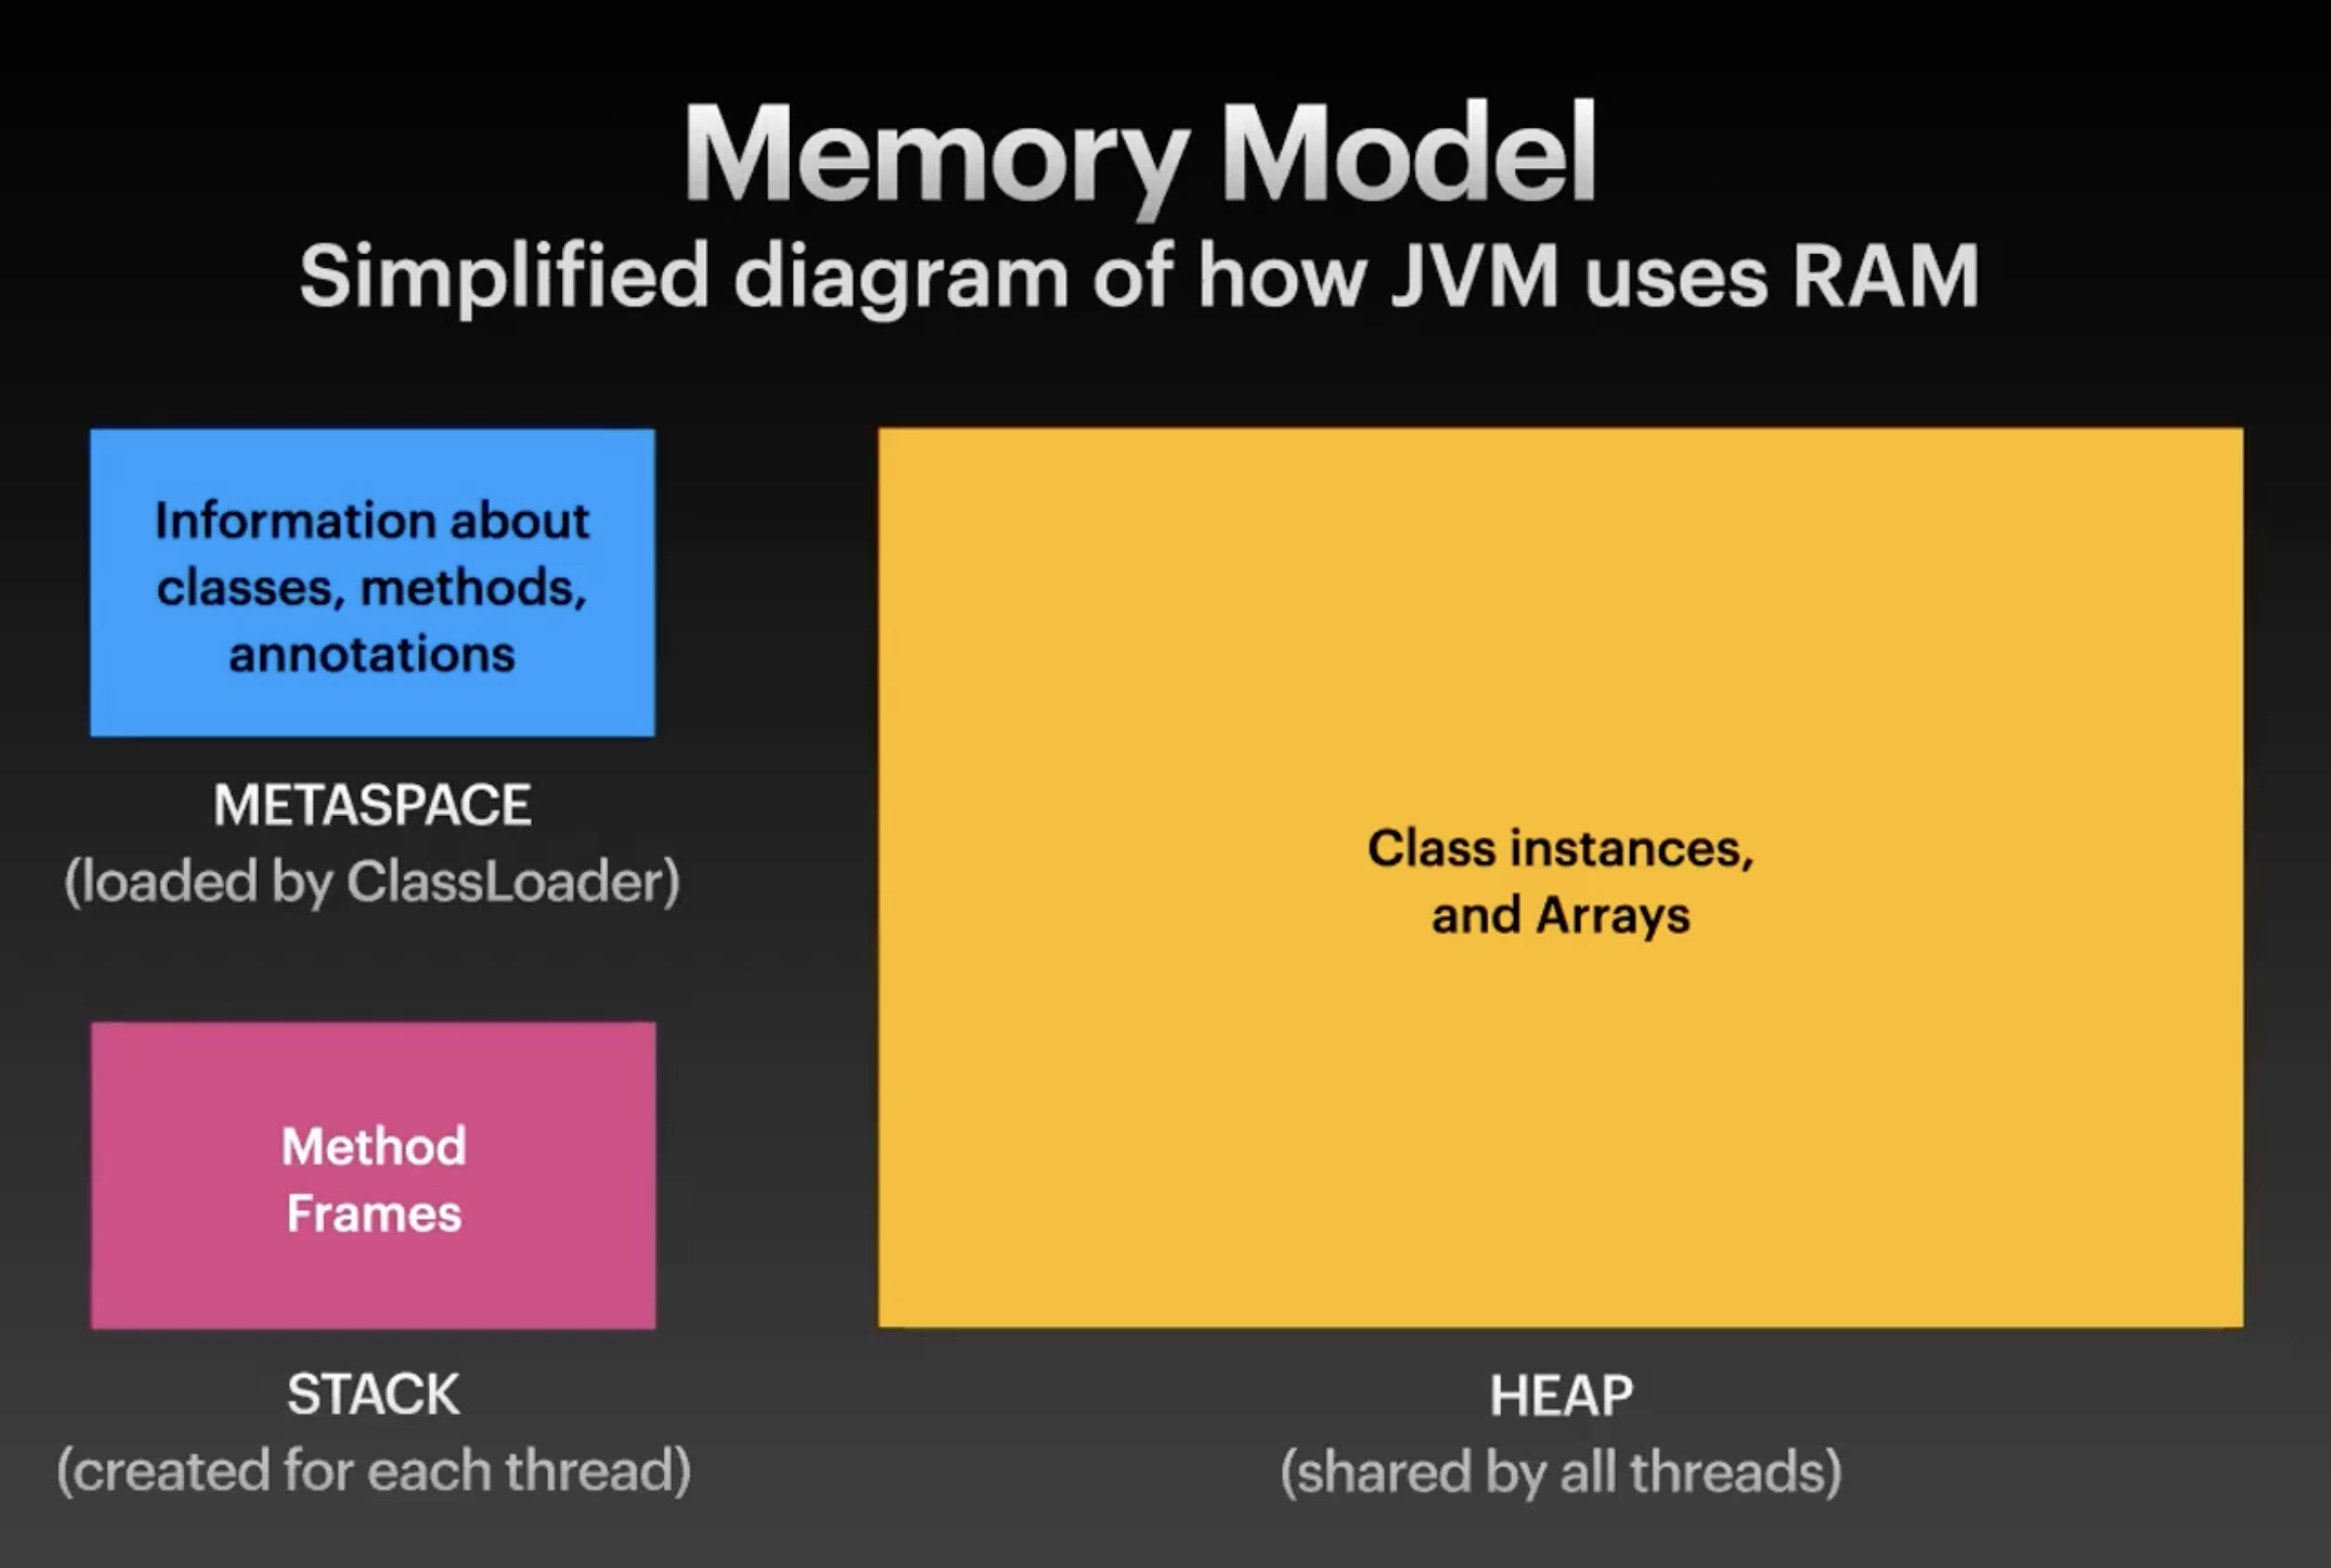 Memory Model
Simplified diagram of how JVM uses RAM
Information about
classes, methods,
annotations
METASPACE
(loaded by ClassLoader)
Method
Frames
STACK
(created for each thread)
Class instances,
and Arrays
HEAP
(shared by all threads)